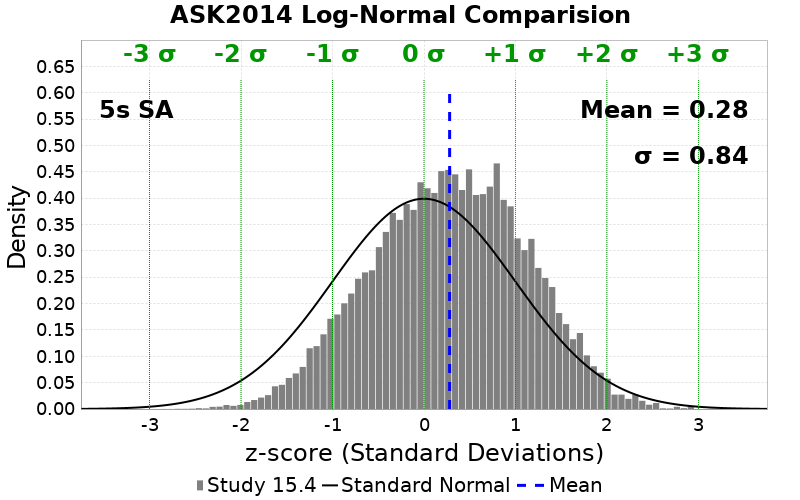 ASK2014 Log-Normal Comparision
-3 σ -2 σ -1 σ 0 σ +1 σ +2 σ +3 σ
0.65
0.60
5s SA Mean = 0.28
0.55
0.50
σ = 0.84
0.45
0.40
0.35
0.30
0.25
0.20
0.15
0.10
0.05
0.00
Density
-3 -2 -1 0 1 2 3
z-score (Standard Deviations)
Study 15.4 Standard Normal Mean